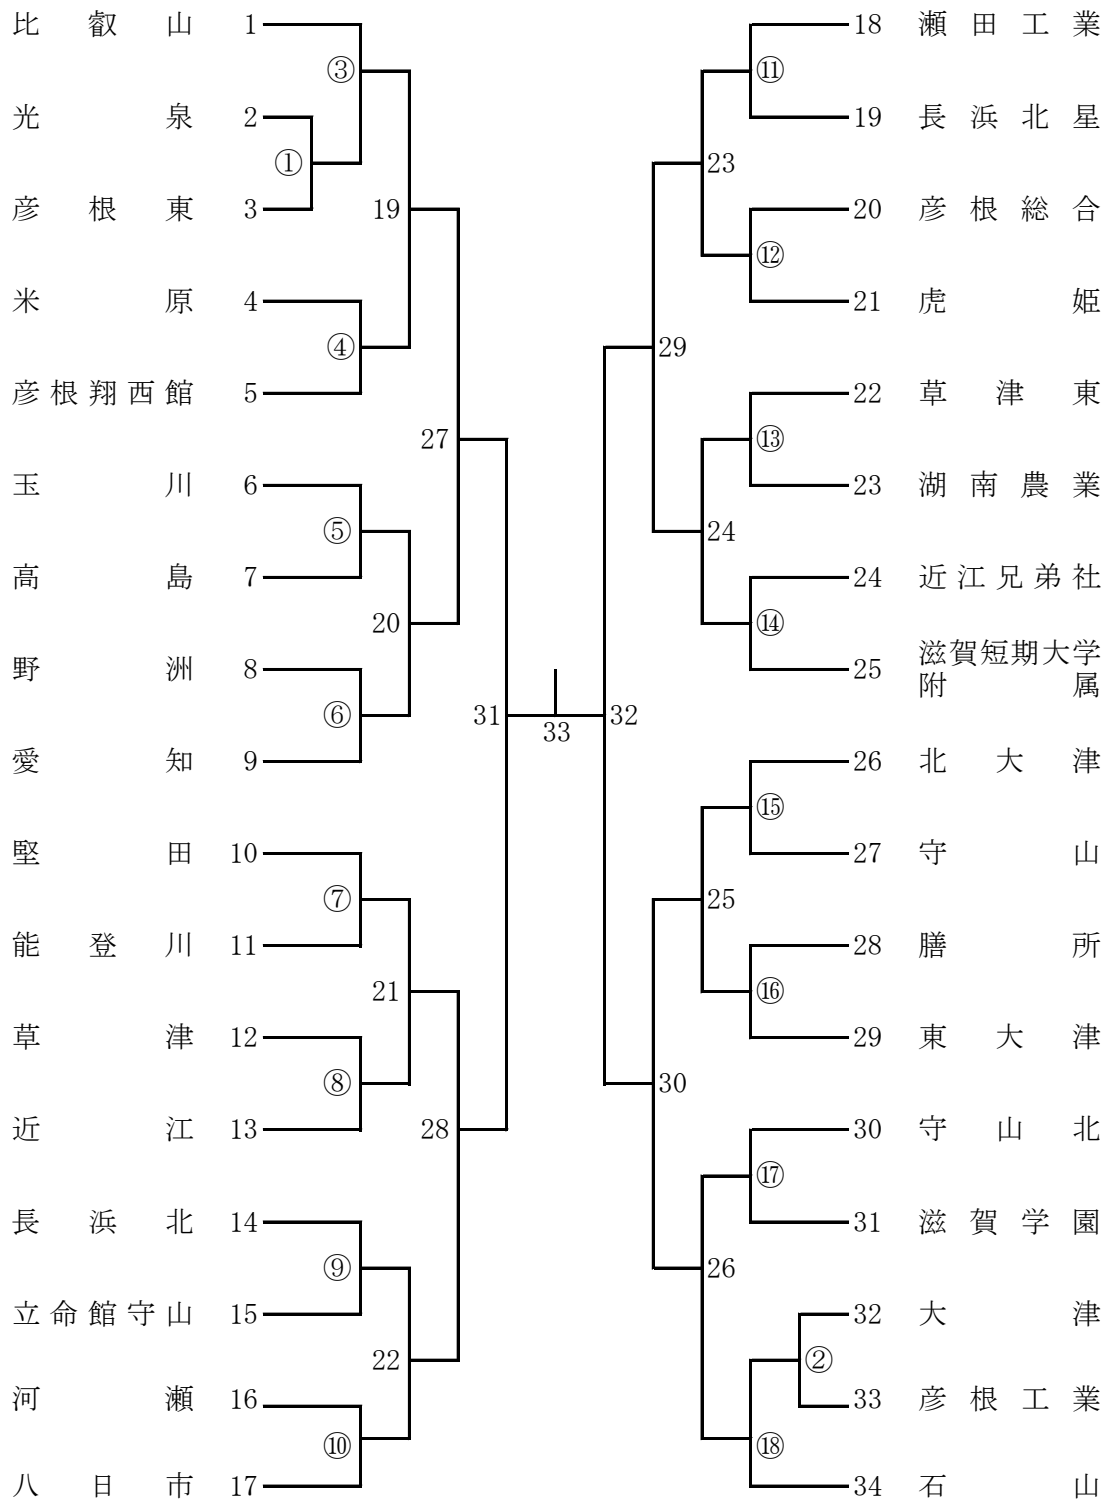 比叡山 1
③
光泉 2
①
彦根東 3
19
米原 4
④
彦根翔西館 5
27
玉川 6
⑤
高島 7
20
野洲 8
⑥
愛知 9
31
堅田 10
⑦
能登川 11
21
草津 12
⑧
近江 13
28
長浜北 14
⑨
立命館守山 15
22
河瀬 16
⑩
八日市 17
33
18 瀬田工業
⑪
19 長浜北星
23
20 彦根総合
⑫
21 虎姫
29
22 草津東
⑬
23 湖南農業
24
24 近江兄弟社
⑭
25 滋賀短期大学
附属
32
26 北大津
⑮
27 守山
25
28 膳所
⑯
29 東大津
30
30 守山北
⑰
31 滋賀学園
26
32 大津
②
33 彦根工業
⑱
34 石山